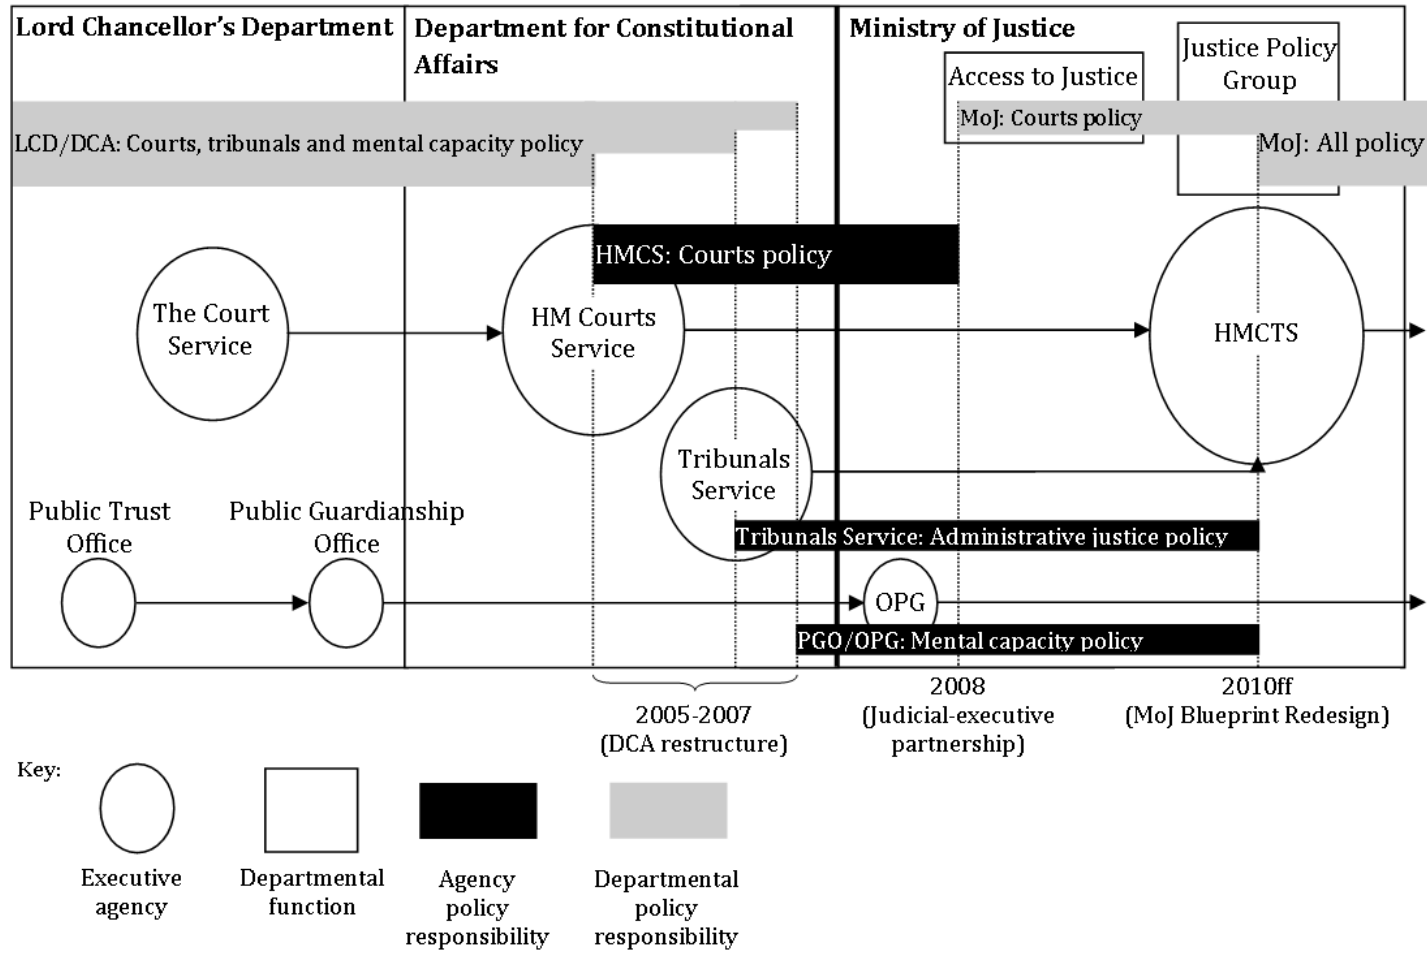 Lord Chancellor's Department
Department for Constitutional
Affairs
Ministry of Justice
Access to Justice
Justice Policy
Group
MoJ: Courts policy
LCD/DCA: Courts, tribunals and mental capacity policy
MoJ: All policy
HMCS: Courts policy
The Court
Service
HM Courts
Service
HMCTS
Tribunals
Service
Public Trust
Office
Public Guardianship
Office
Tribunals Service: Administrative justice policy
OPG
PGO/OPG: Mental capacity policy
2005-2007
(DCA restructure)
2008
(Judicial-executive
partnership)
2010ff
(MoJ Blueprint Redesign)
Key:
Executive
agency
Departmental
function
Agency
policy
responsibility
Departmental
policy
responsibility